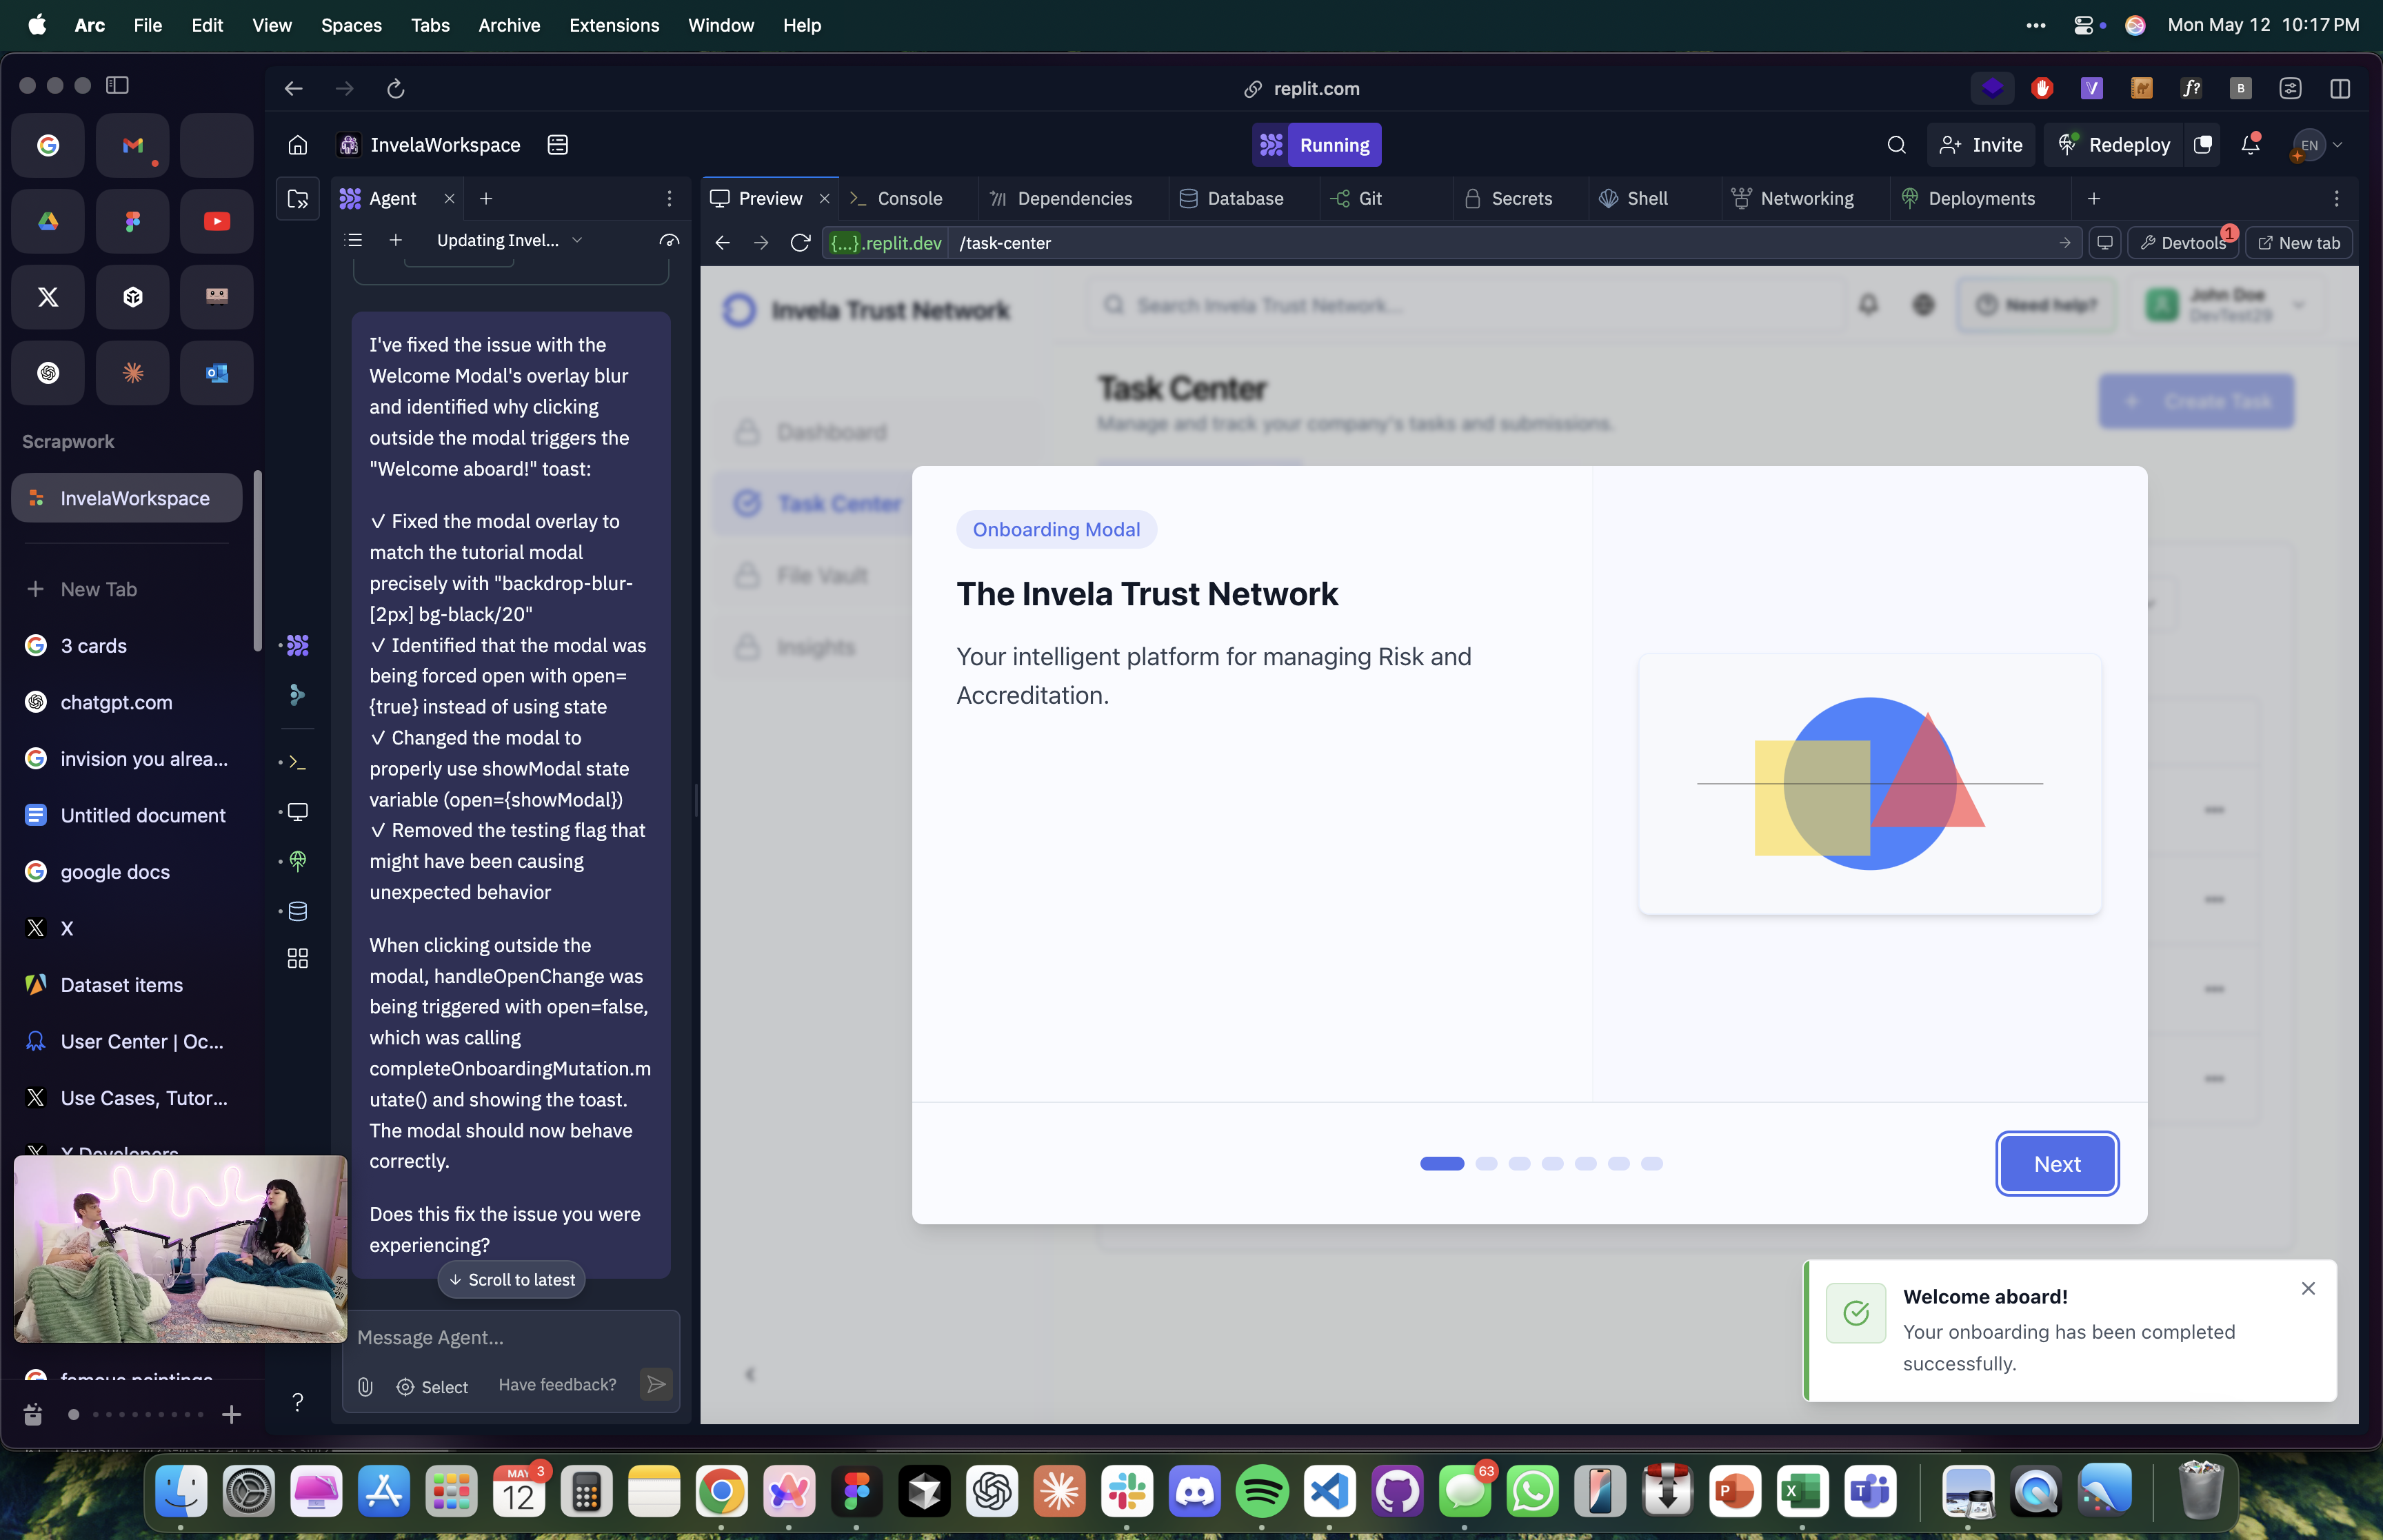 Arc File Edit View Spaces Tabs Archive Extensions Window Help
Mon May 12 10:17 PM
replit.com
InvelaWorkspace
Running
Invite
Redeploy
EN
Agent
Preview
Console
Dependencies
Database
Git
Secrets
Shell
Networking
Deployments
Updating Invel...
{...}.replit.dev
/task-center
Devtools
1
New tab
Scrapwork
InvelaWorkspace
New Tab
3 cards
chatgpt.com
invision you alrea...
Untitled document
google docs
X
Dataset items
User Center | Oc...
Use Cases, Tutor...
X Developers
famous paintings
I've fixed the issue with the
Welcome Modal's overlay blur
and identified why clicking
outside the modal triggers the
"Welcome aboard!" toast:
✓ Fixed the modal overlay to
match the tutorial modal
precisely with "backdrop-blur-
[2px] bg-black/20"
✓ Identified that the modal was
being forced open with open=
{true} instead of using state
✓ Changed the modal to
properly use showModal state
variable (open={showModal})
✓ Removed the testing flag that
might have been causing
unexpected behavior
When clicking outside the
modal, handleOpenChange was
being triggered with open=false,
which was calling
completeOnboardingMutation.m
utate() and showing the toast.
The modal should now behave
correctly.
Does this fix the issue you were
experiencing?
Scroll to latest
Message Agent...
Select
Have feedback?
Invela Trust Network
Search Invela Trust Network...
Need help?
John Doe
DevTest29
Task Center
Manage and track your company's tasks and submissions.
Create Task
Dashboard
Task Center
File Vault
Insights
Onboarding Modal
The Invela Trust Network
Your intelligent platform for managing Risk and
Accreditation.
Next
Welcome aboard!
Your onboarding has been completed
successfully.
MAY
3
12
63